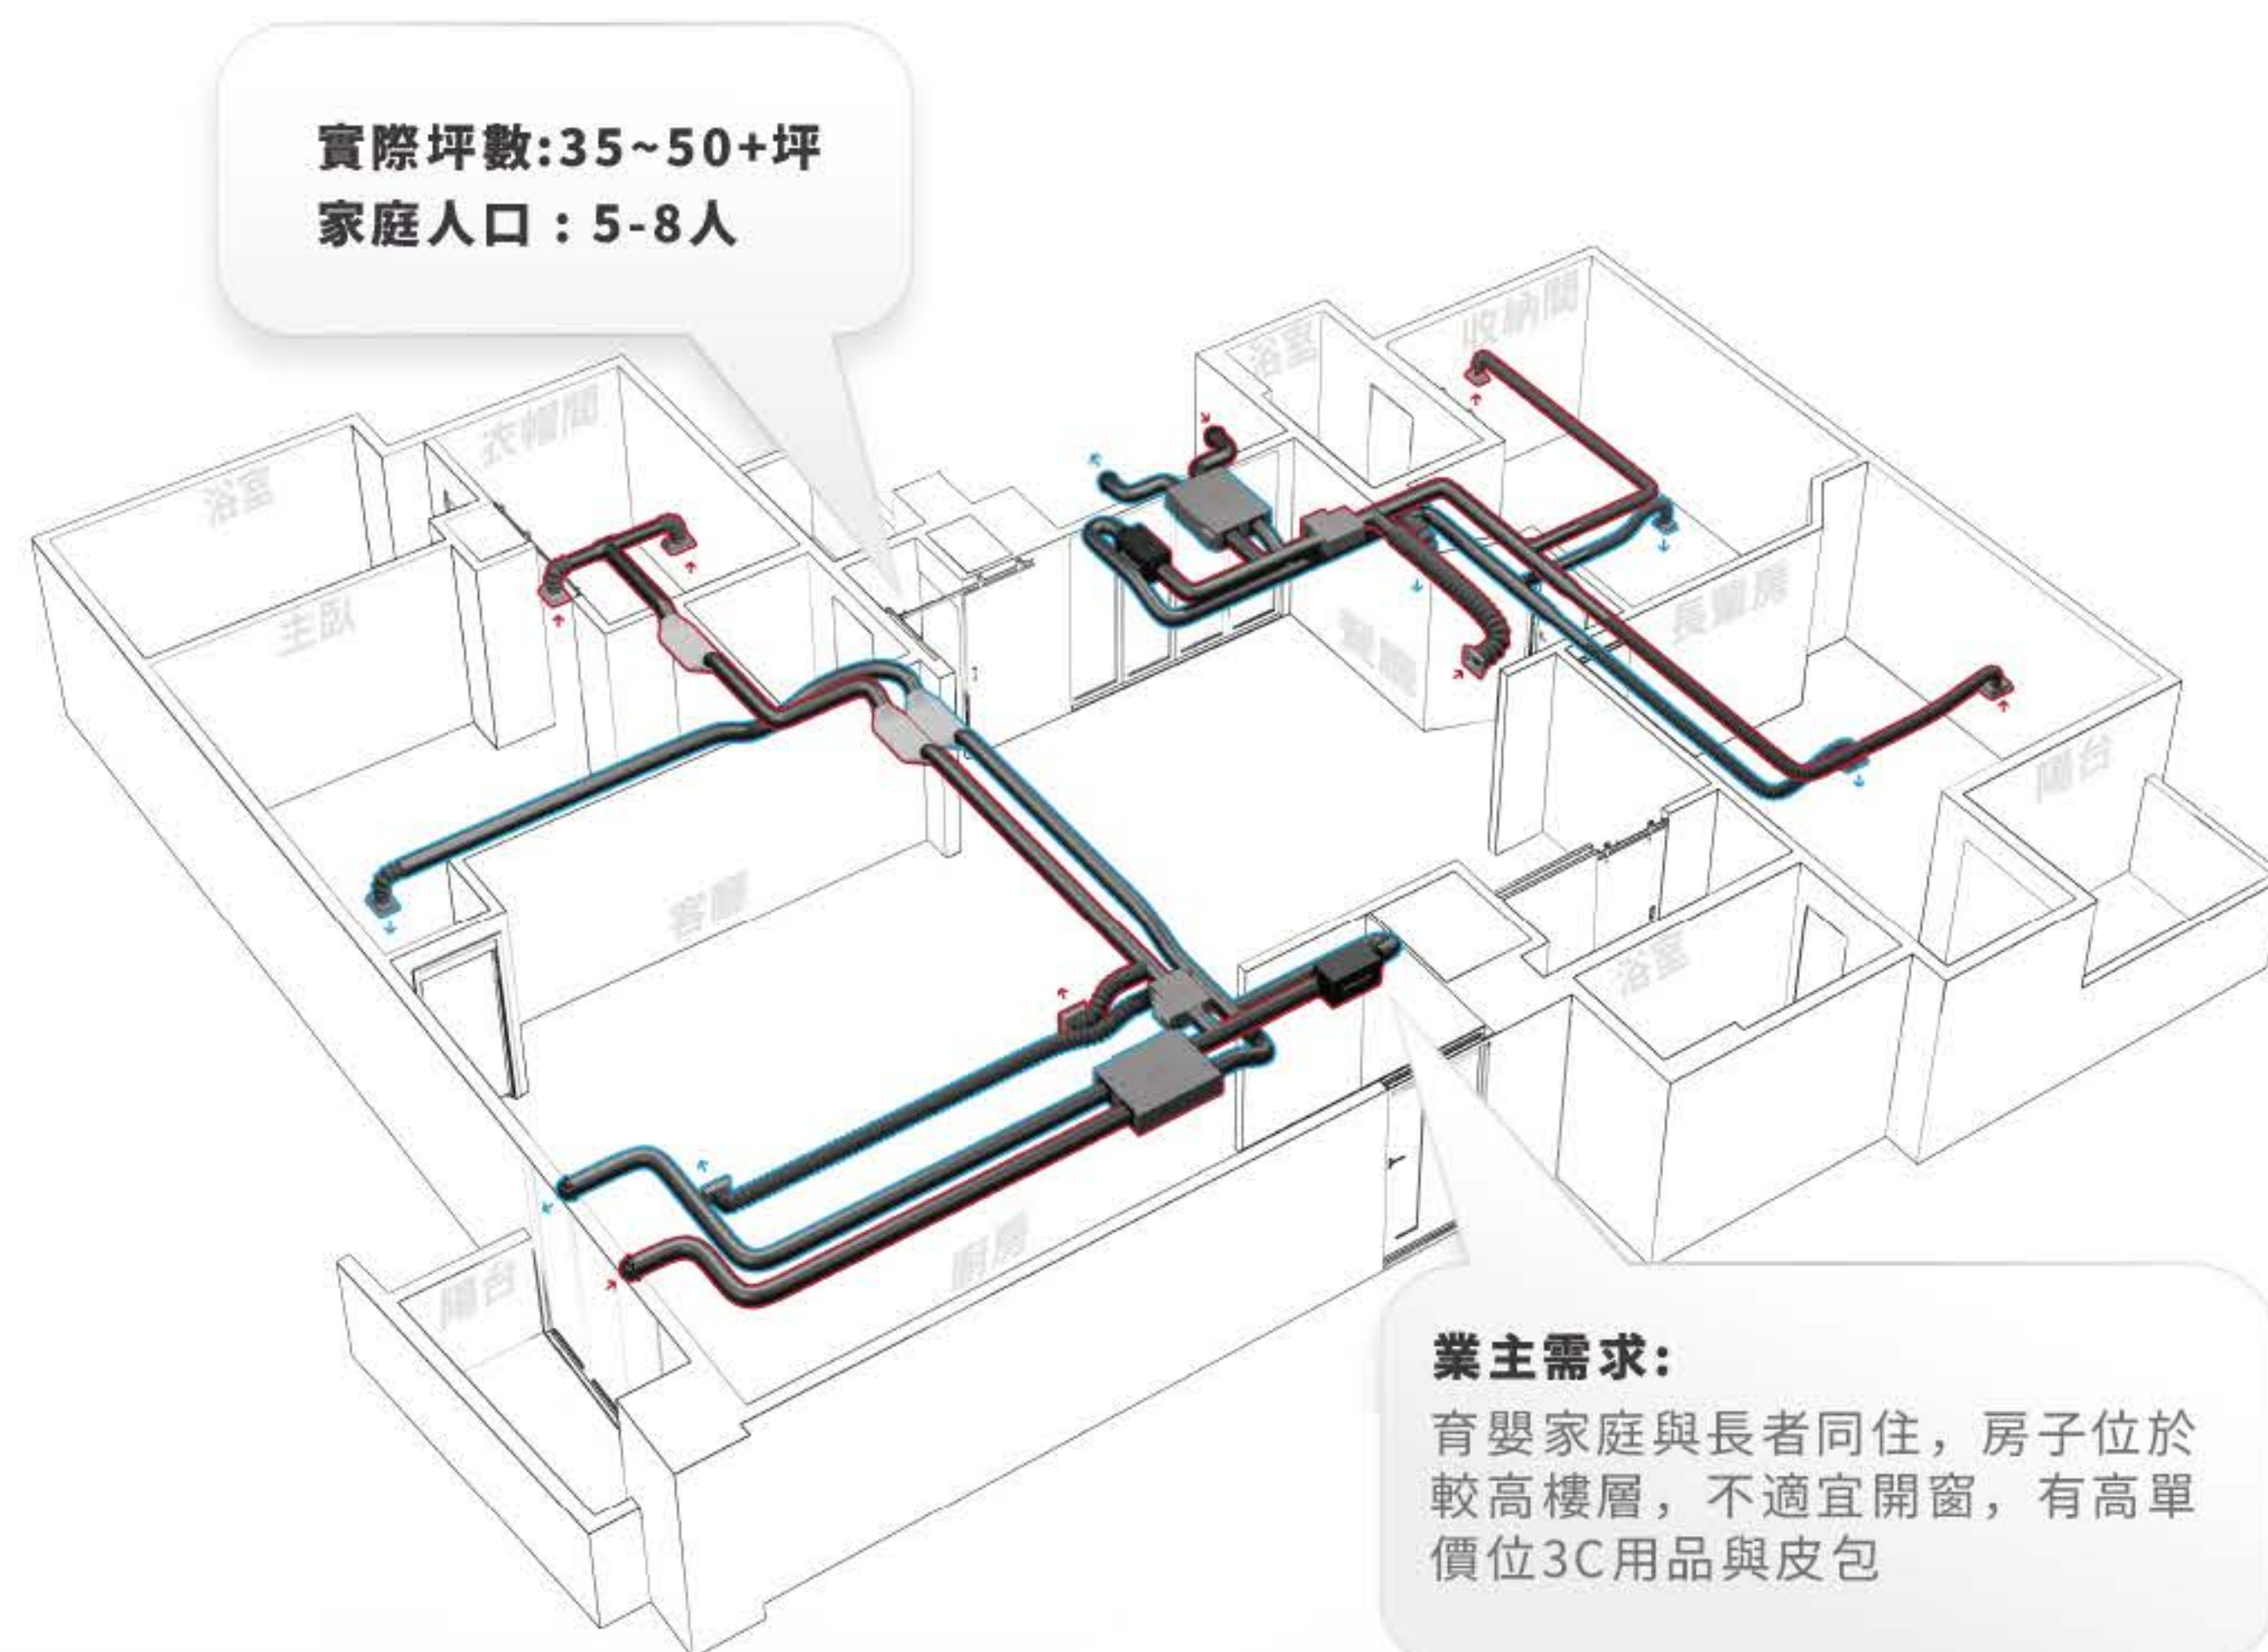 實際坪數:35~50+坪
家庭人口：5-8人
浴室
收納間
衣帽間
浴室
主臥
長輩房
陽台
客廳
浴室
廚房
陽台
業主需求:
育嬰家庭與長者同住，房子位於
較高樓層，不適宜開窗，有高單
價位3C用品與皮包